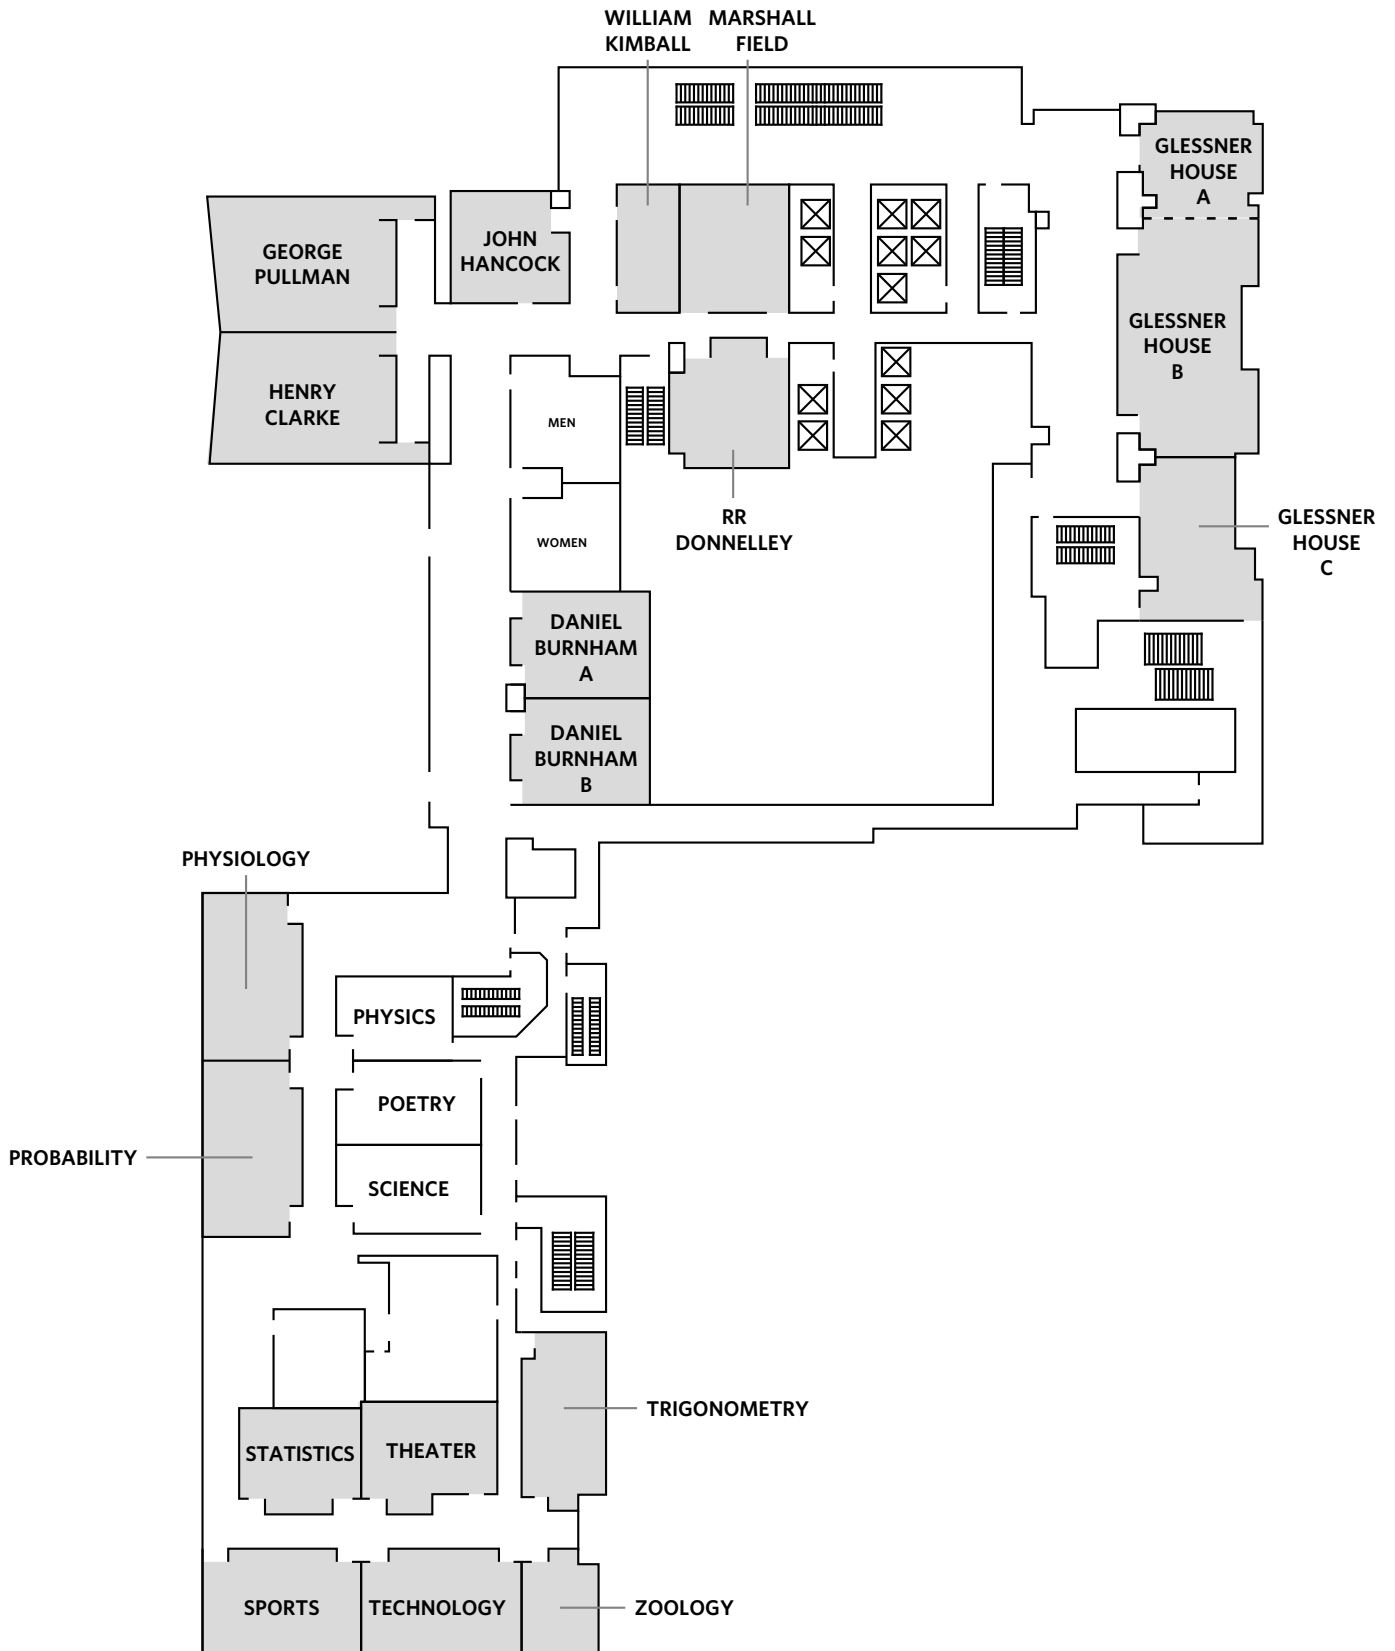 WILLIAM
KIMBALL
MARSHALL
FIELD
GLESSNER
HOUSE
A
GEORGE
PULLMAN
JOHN
HANCOCK
GLESSNER
HOUSE
B
HENRY
CLARKE
MEN
RR
DONNELLEY
GLESSNER
HOUSE
C
WOMEN
DANIEL
BURNHAM
A
DANIEL
BURNHAM
B
PHYSIOLOGY
PHYSICS
POETRY
PROBABILITY
SCIENCE
TRIGONOMETRY
STATISTICS
THEATER
SPORTS
TECHNOLOGY
ZOOLOGY